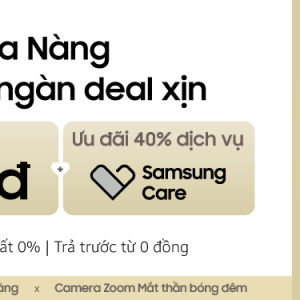 a Nàng
ngàn deal xịn
đ
+
Ưu đãi 40% dịch vụ
Samsung
Care
ất 0% | Trả trước từ 0 đồng
ăng x Camera Zoom Mắt thần bóng đêm